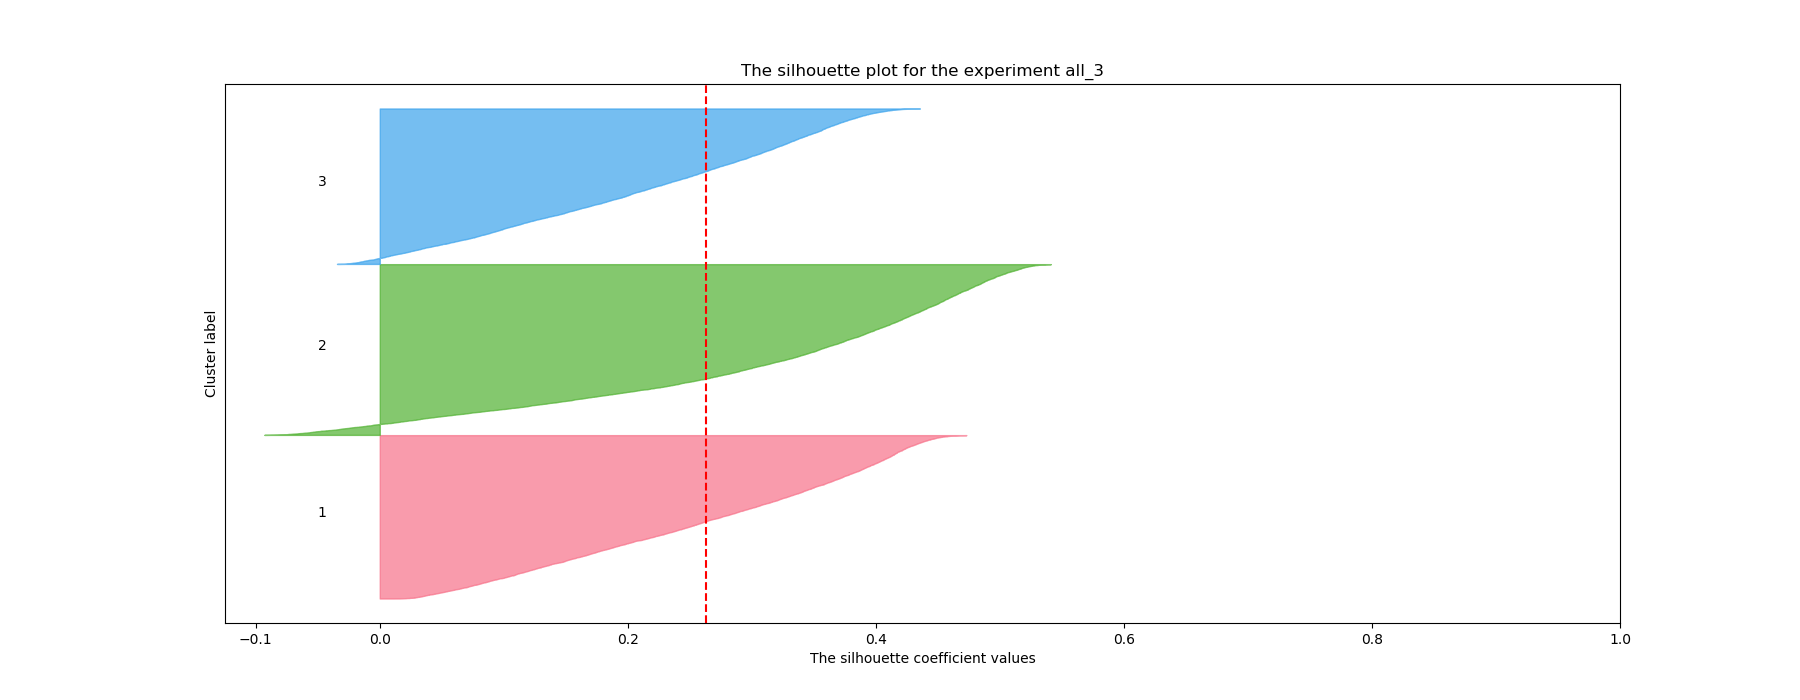 The silhouette plot for the experiment all_3
Cluster label
3
2
1
−0.1 0.0 0.2 0.4 0.6 0.8 1.0
The silhouette coefficient values